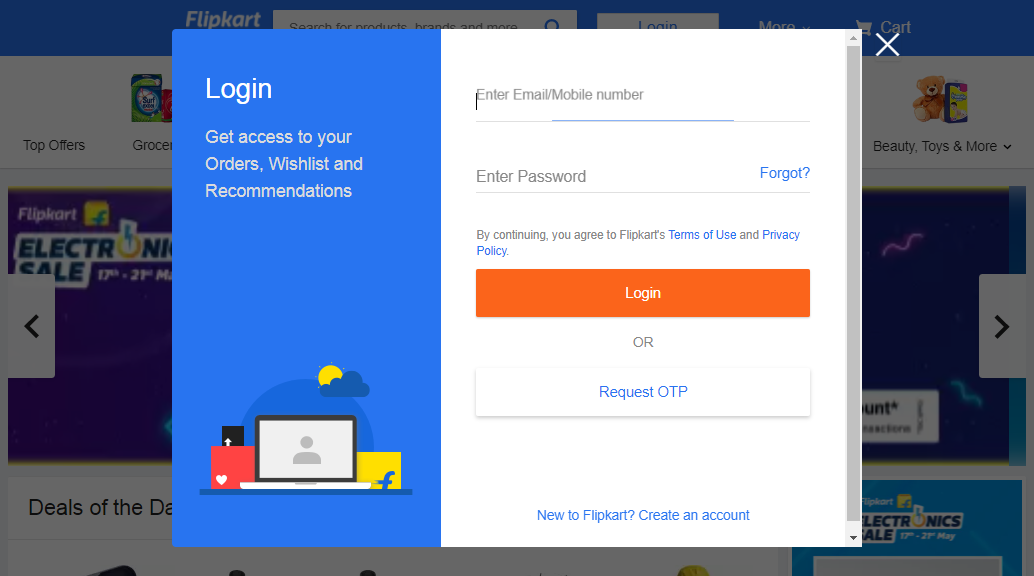 Flipkart
Search for products, brands and more
Login
More
Cart
Surf
Top Offers
Grocer
Beauty, Toys & More
Login
Get access to your
Orders, Wishlist and
Recommendations
Enter Email/Mobile number
Enter Password
Forgot?
By continuing, you agree to Flipkart's Terms of Use and Privacy
Policy.
Login
OR
Request OTP
New to Flipkart? Create an account
Flipkart
ELECTRONICS
SALE 17th - 21st Ma
ount*
Deals of the Da
Flipkart
ELECTRONICS
SALE 17th - 21st May